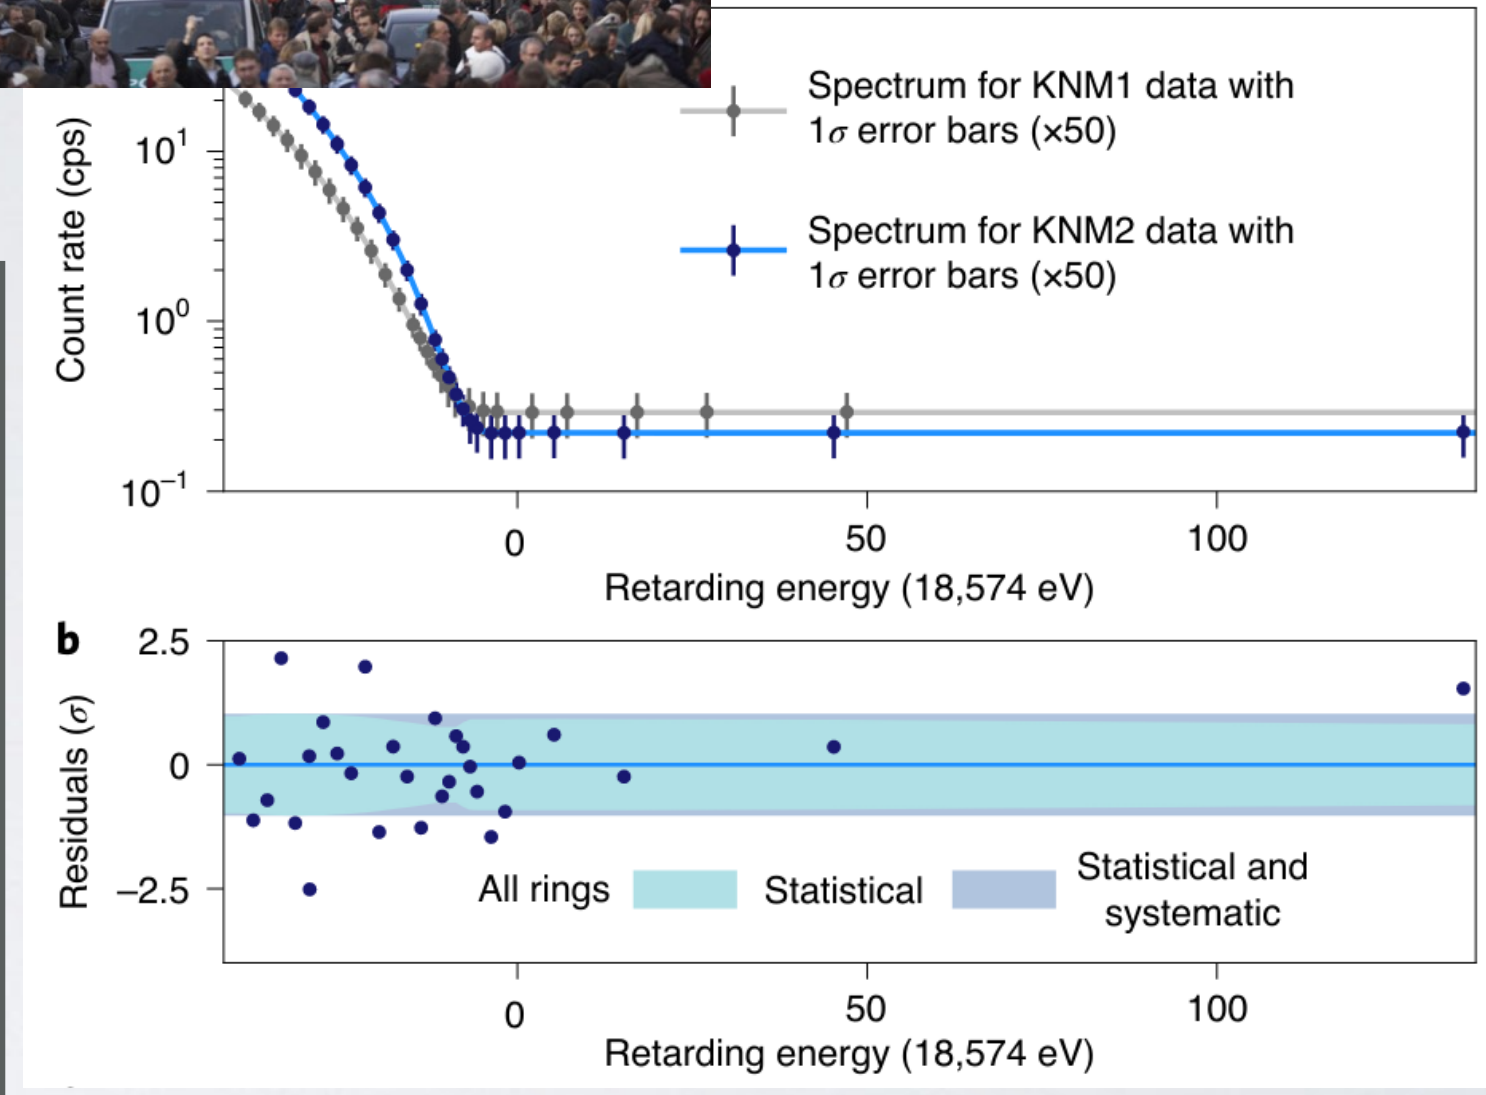 Spectrum for KNM1 data with
1σ error bars (×50)
Spectrum for KNM2 data with
1σ error bars (×50)
Count rate (cps)
10¹
10⁰
10⁻¹
0
50
100
Retarding energy (18,574 eV)
b
Residuals (σ)
2.5
0
−2.5
All rings
Statistical
Statistical and
systematic
0
50
100
Retarding energy (18,574 eV)